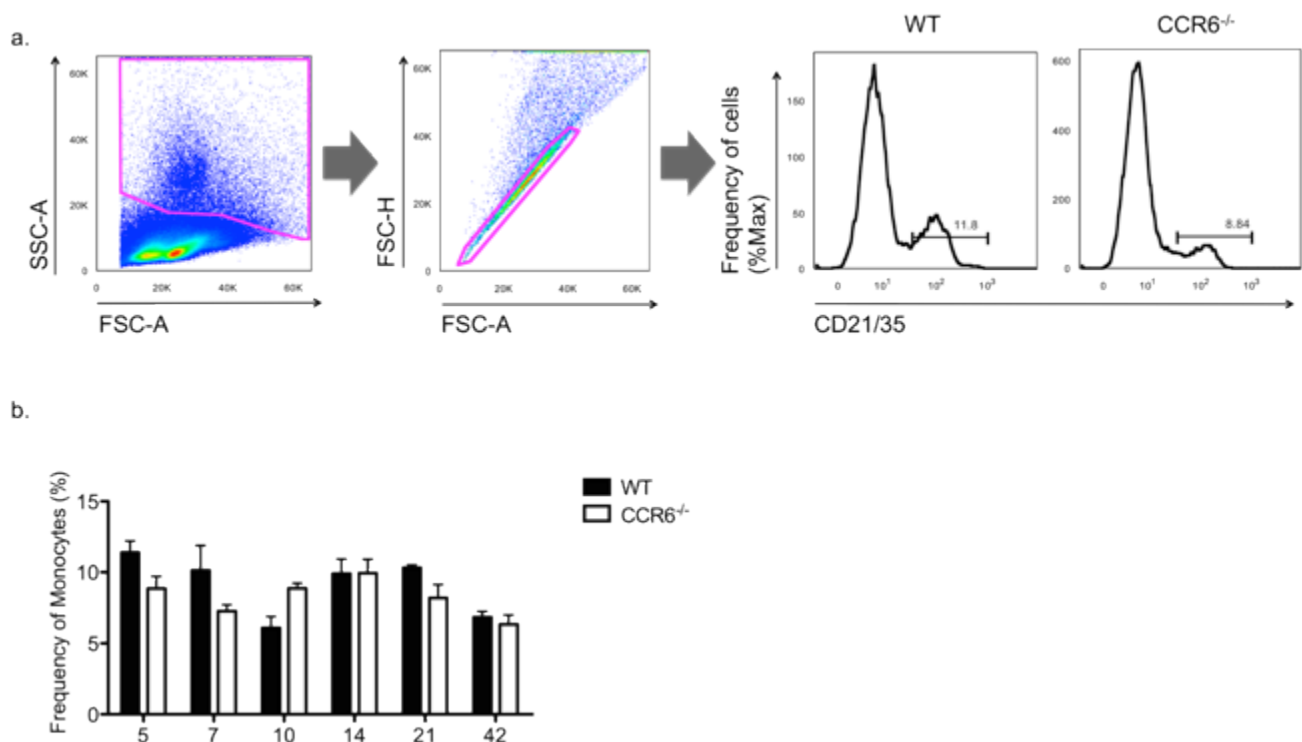 a.
SSC-A
60K
40K
20K
0
0 20K 40K 60K
FSC-A
FSC-H
60K
40K
20K
0
0 20K 40K 60K
FSC-A
WT
Frequency of cells
(%Max)
150
100
50
0
11.8
0 10¹ 10² 10³
CCR6⁻/⁻
600
400
200
0
8.84
0 10¹ 10² 10³
CD21/35
b.
Frequency of Monocytes (%)
15
10
5
0
5 7 10 14 21 42
WT
CCR6⁻/⁻